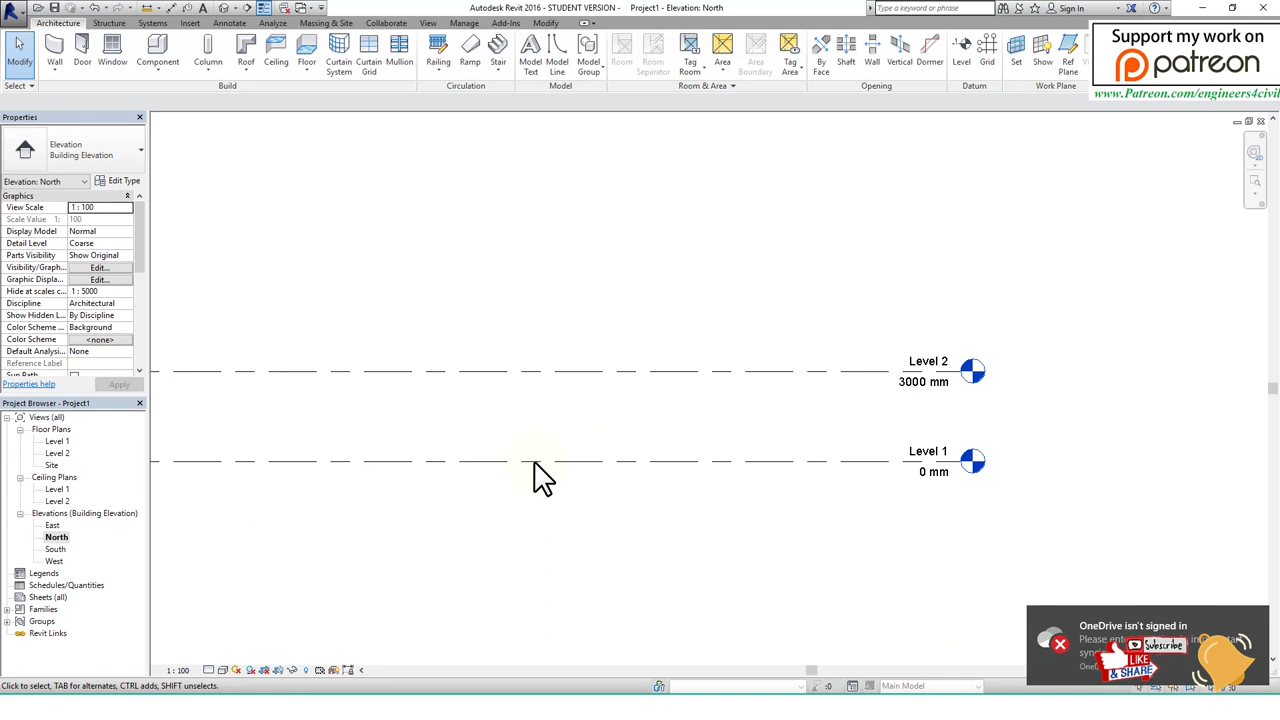 Autodesk Revit 2016 - STUDENT VERSION - Project1 - Elevation: North
Type a keyword or phrase
Sign In
Architecture Structure Systems Insert Annotate Analyze Massing & Site Collaborate View Manage Add-Ins Modify
Modify Wall Door Window Component Column Roof Ceiling Floor Curtain System Curtain Grid Mullion Railing Ramp Stair Model Text Model Line Model Group Room Room Separator Tag Room Area Area Boundary Tag Area By Face Shaft Wall Vertical Dormer Level Grid Set Show Ref Plane
Select Build Circulation Model Room & Area Opening Datum Work Plane
Support my work on
patreon
www.Patreon.com/engineers4civil
Properties
Elevation
Building Elevation
Elevation: North Edit Type
Graphics
View Scale 1 : 100
Scale Value 1: 100
Display Model Normal
Detail Level Coarse
Parts Visibility Show Original
Visibility/Graph... Edit...
Graphic Displa... Edit...
Hide at scales c... 1 : 5000
Discipline Architectural
Show Hidden L... By Discipline
Color Scheme ... Background
Color Scheme <none>
Default Analysi... None
Reference Label
Sun Path
Properties help Apply
Project Browser - Project1
Views (all)
Floor Plans
Level 1
Level 2
Site
Ceiling Plans
Level 1
Level 2
Elevations (Building Elevation)
East
North
South
West
Legends
Schedules/Quantities
Sheets (all)
Families
Groups
Revit Links
Level 2
3000 mm
Level 1
0 mm
OneDrive isn't signed in
Please
Subscribe
LIKE
& SHARE
1 : 100
Click to select, TAB for alternates, CTRL adds, SHIFT unselects.
:0
Main Model
:0